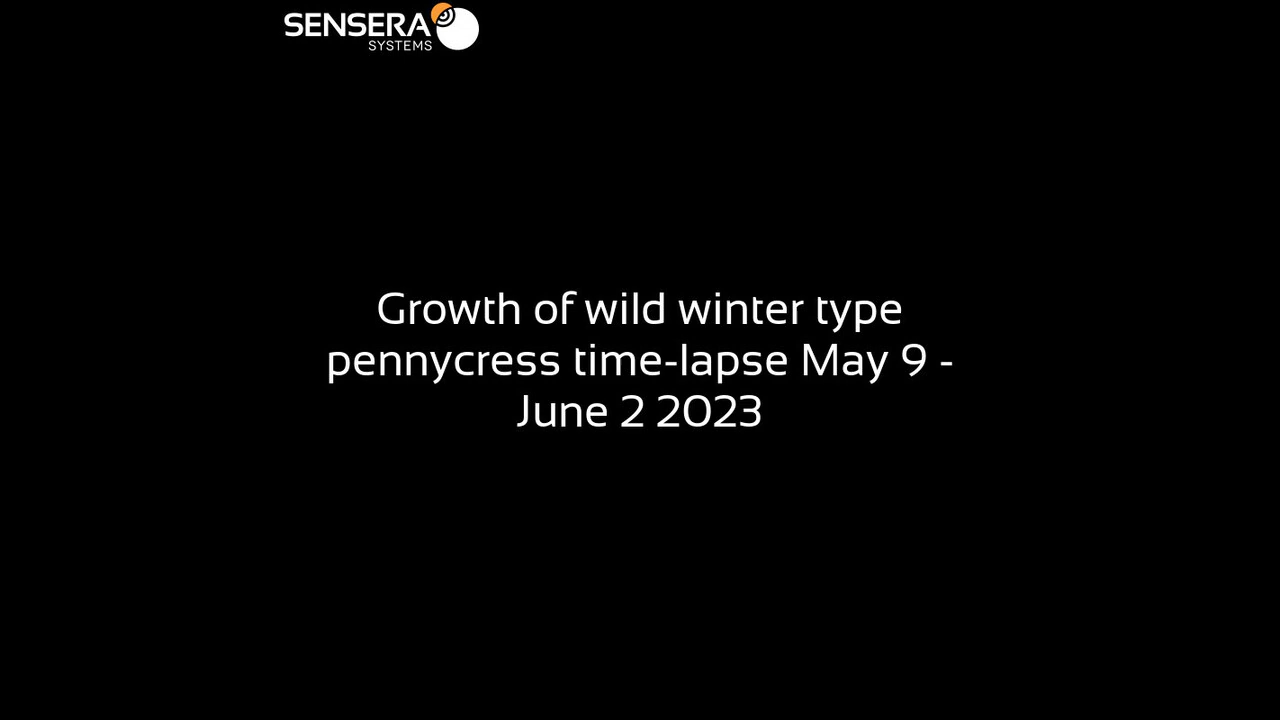 SENSERA
SYSTEMS
Growth of wild winter type
pennycress time-lapse May 9 -
June 2 2023